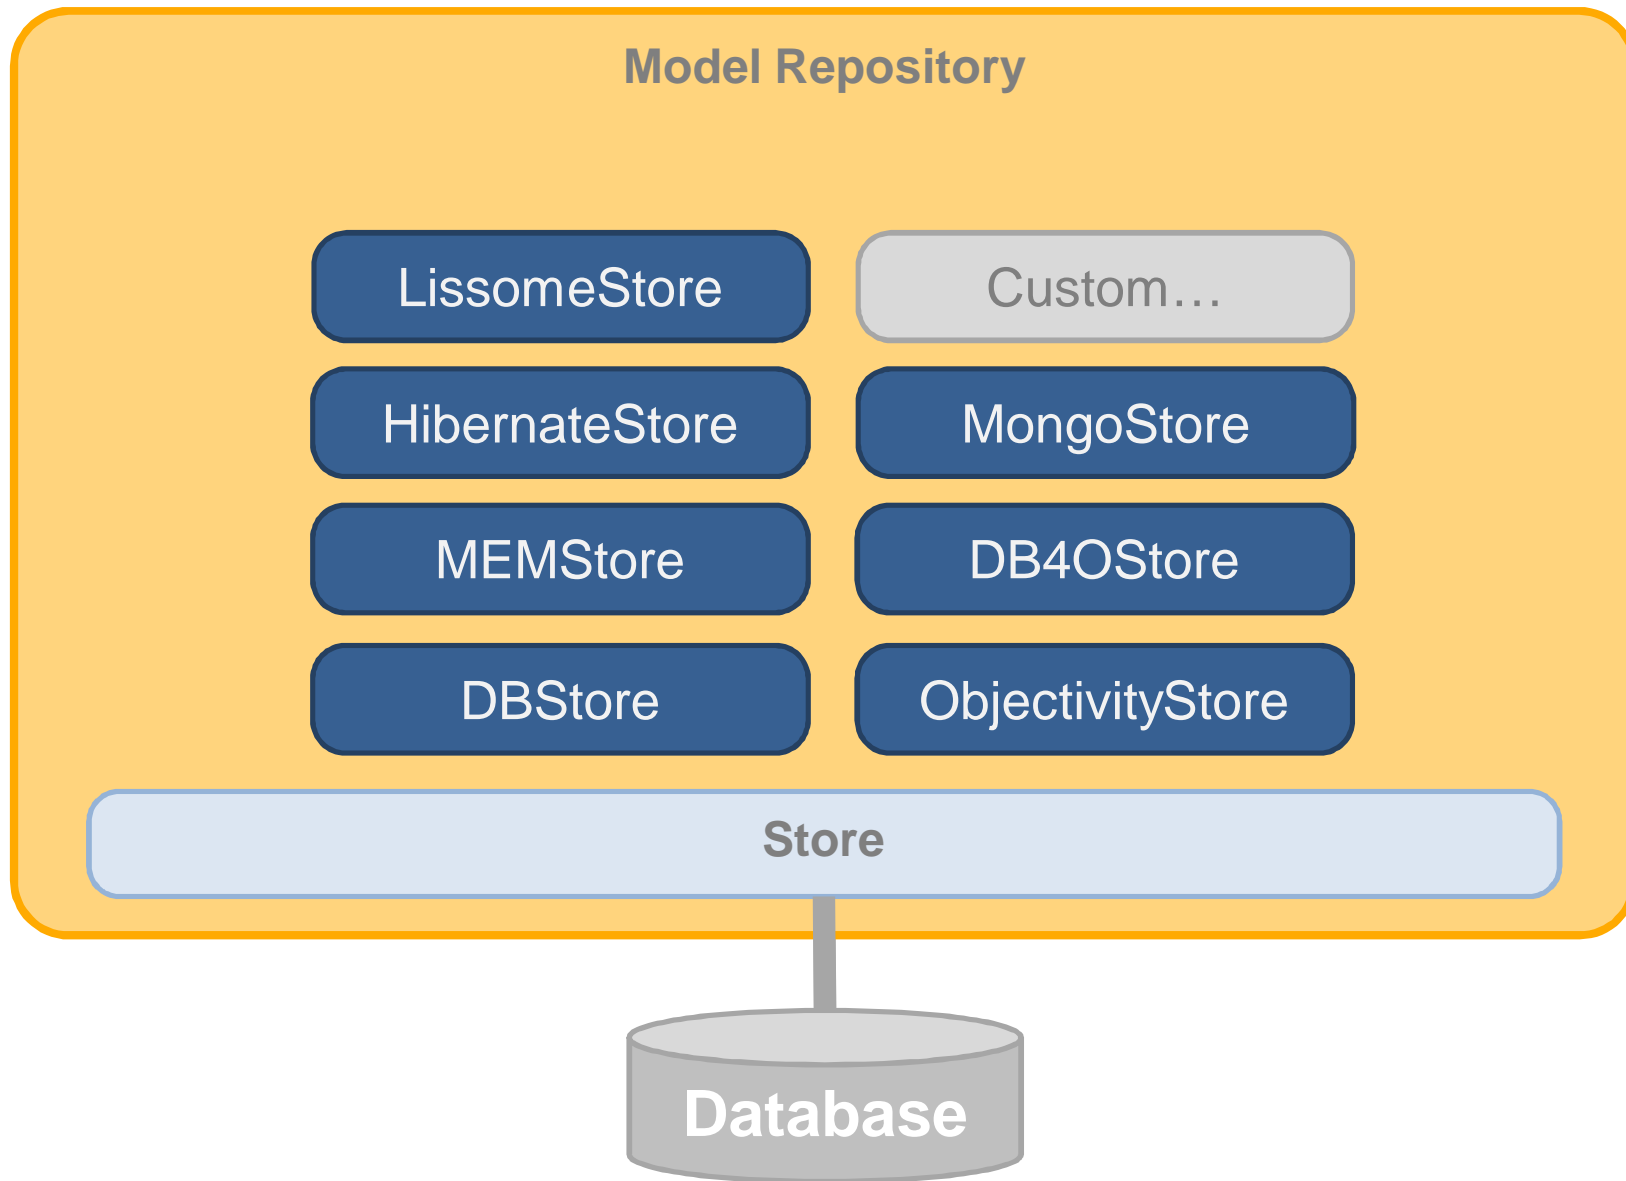 Model Repository
LissomeStore
Custom…
HibernateStore
MongoStore
MEMStore
DB4OStore
DBStore
ObjectivityStore
Store
Database